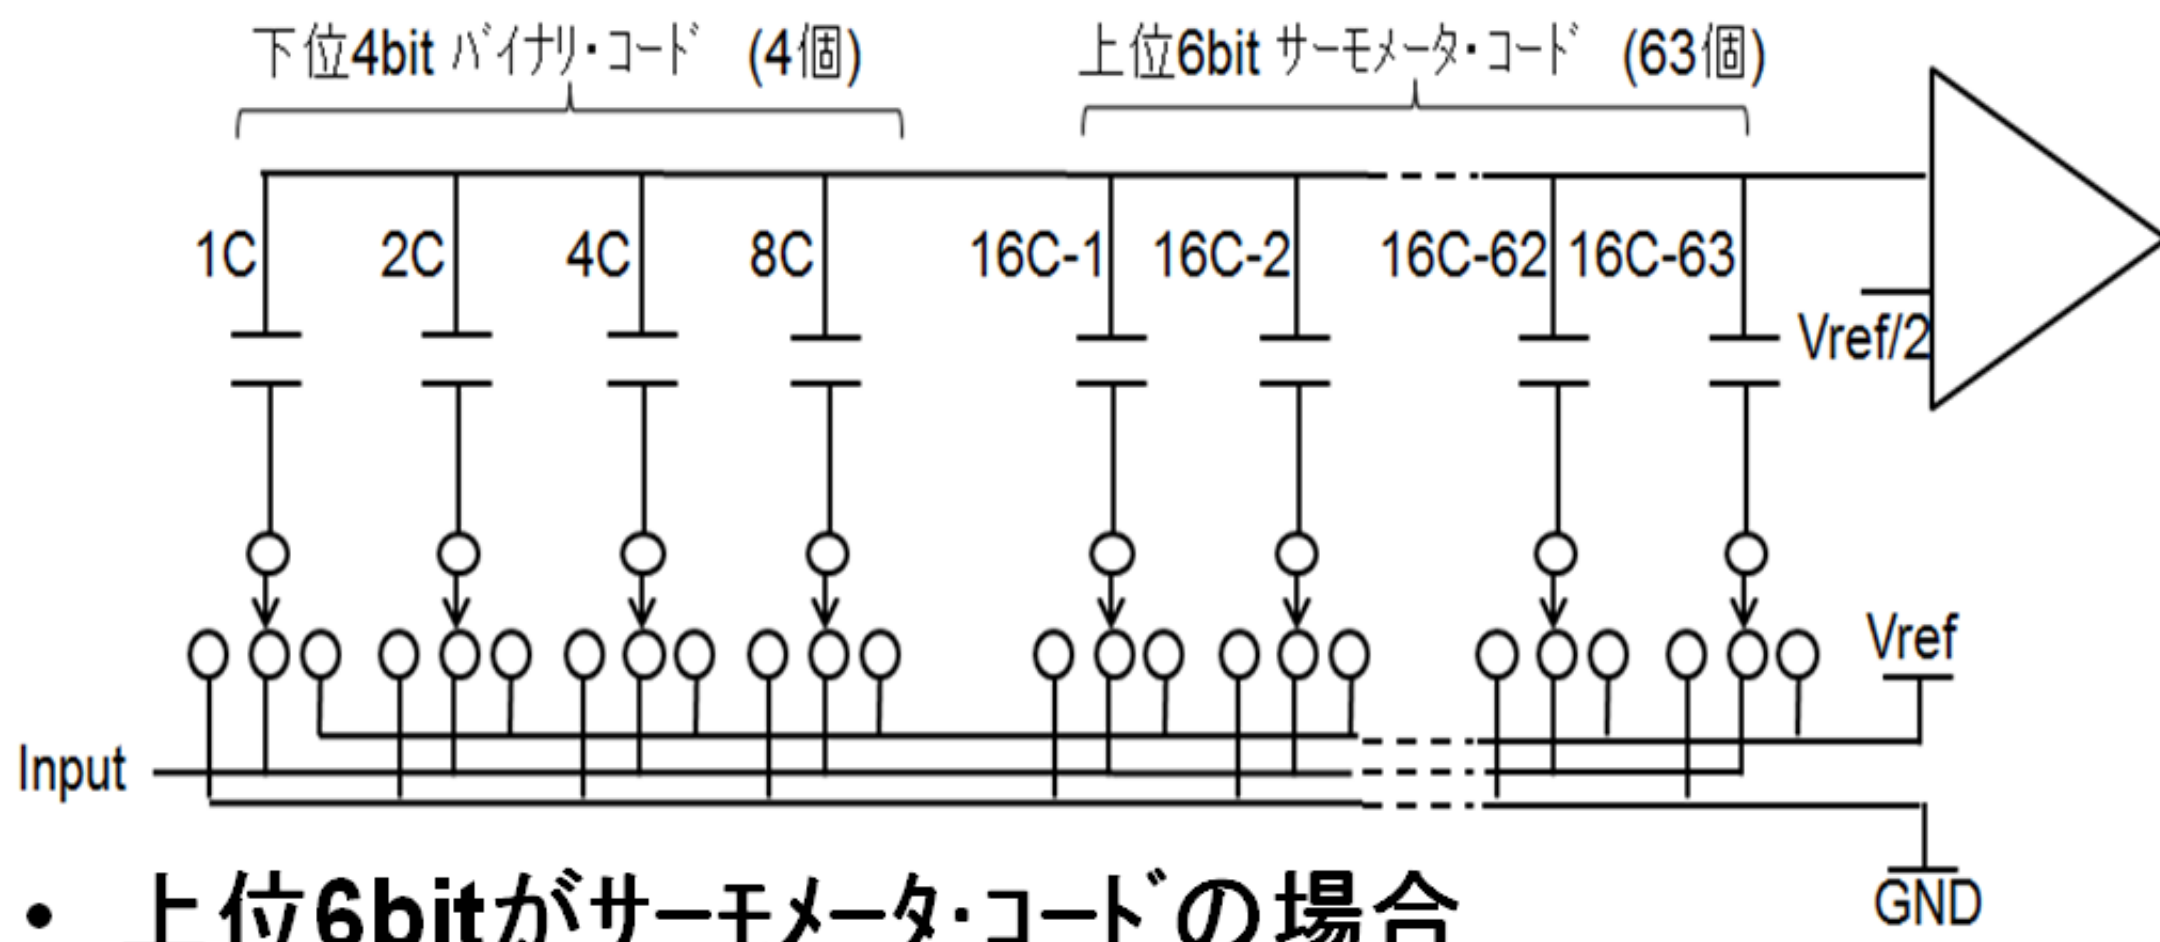 下位4bit バイナリ・コード (4個)
上位6bit サーモメータ・コード (63個)
1C
2C
4C
8C
16C-1
16C-2
16C-62
16C-63
Vref/2
Vref
Input
GND
• 上位6bitがサーモメータ・コードの場合